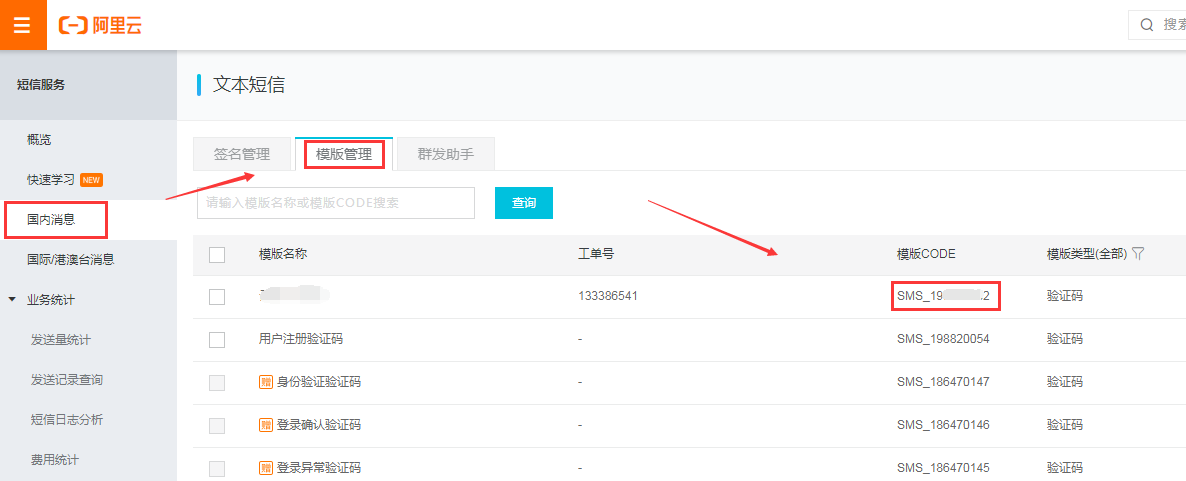 阿里云
搜索
短信服务
文本短信
概览
快速学习 NEW
国内消息
国际/港澳台消息
业务统计
发送量统计
发送记录查询
短信日志分析
费用统计
签名管理 模版管理 群发助手
请输入模版名称或模版CODE搜索 查询
模版名称 工单号 模版CODE 模版类型(全部)
133386541 SMS_19 2 验证码
用户注册验证码 - SMS_198820054 验证码
赠 身份验证验证码 - SMS_186470147 验证码
赠 登录确认验证码 - SMS_186470146 验证码
赠 登录异常验证码 - SMS_186470145 验证码